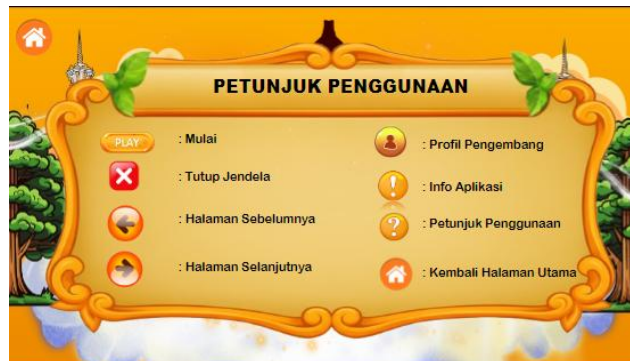 PETUNJUK PENGGUNAAN
PLAY : Mulai
: Tutup Jendela
: Halaman Sebelumnya
: Halaman Selanjutnya
: Profil Pengembang
! : Info Aplikasi
? : Petunjuk Penggunaan
: Kembali Halaman Utama